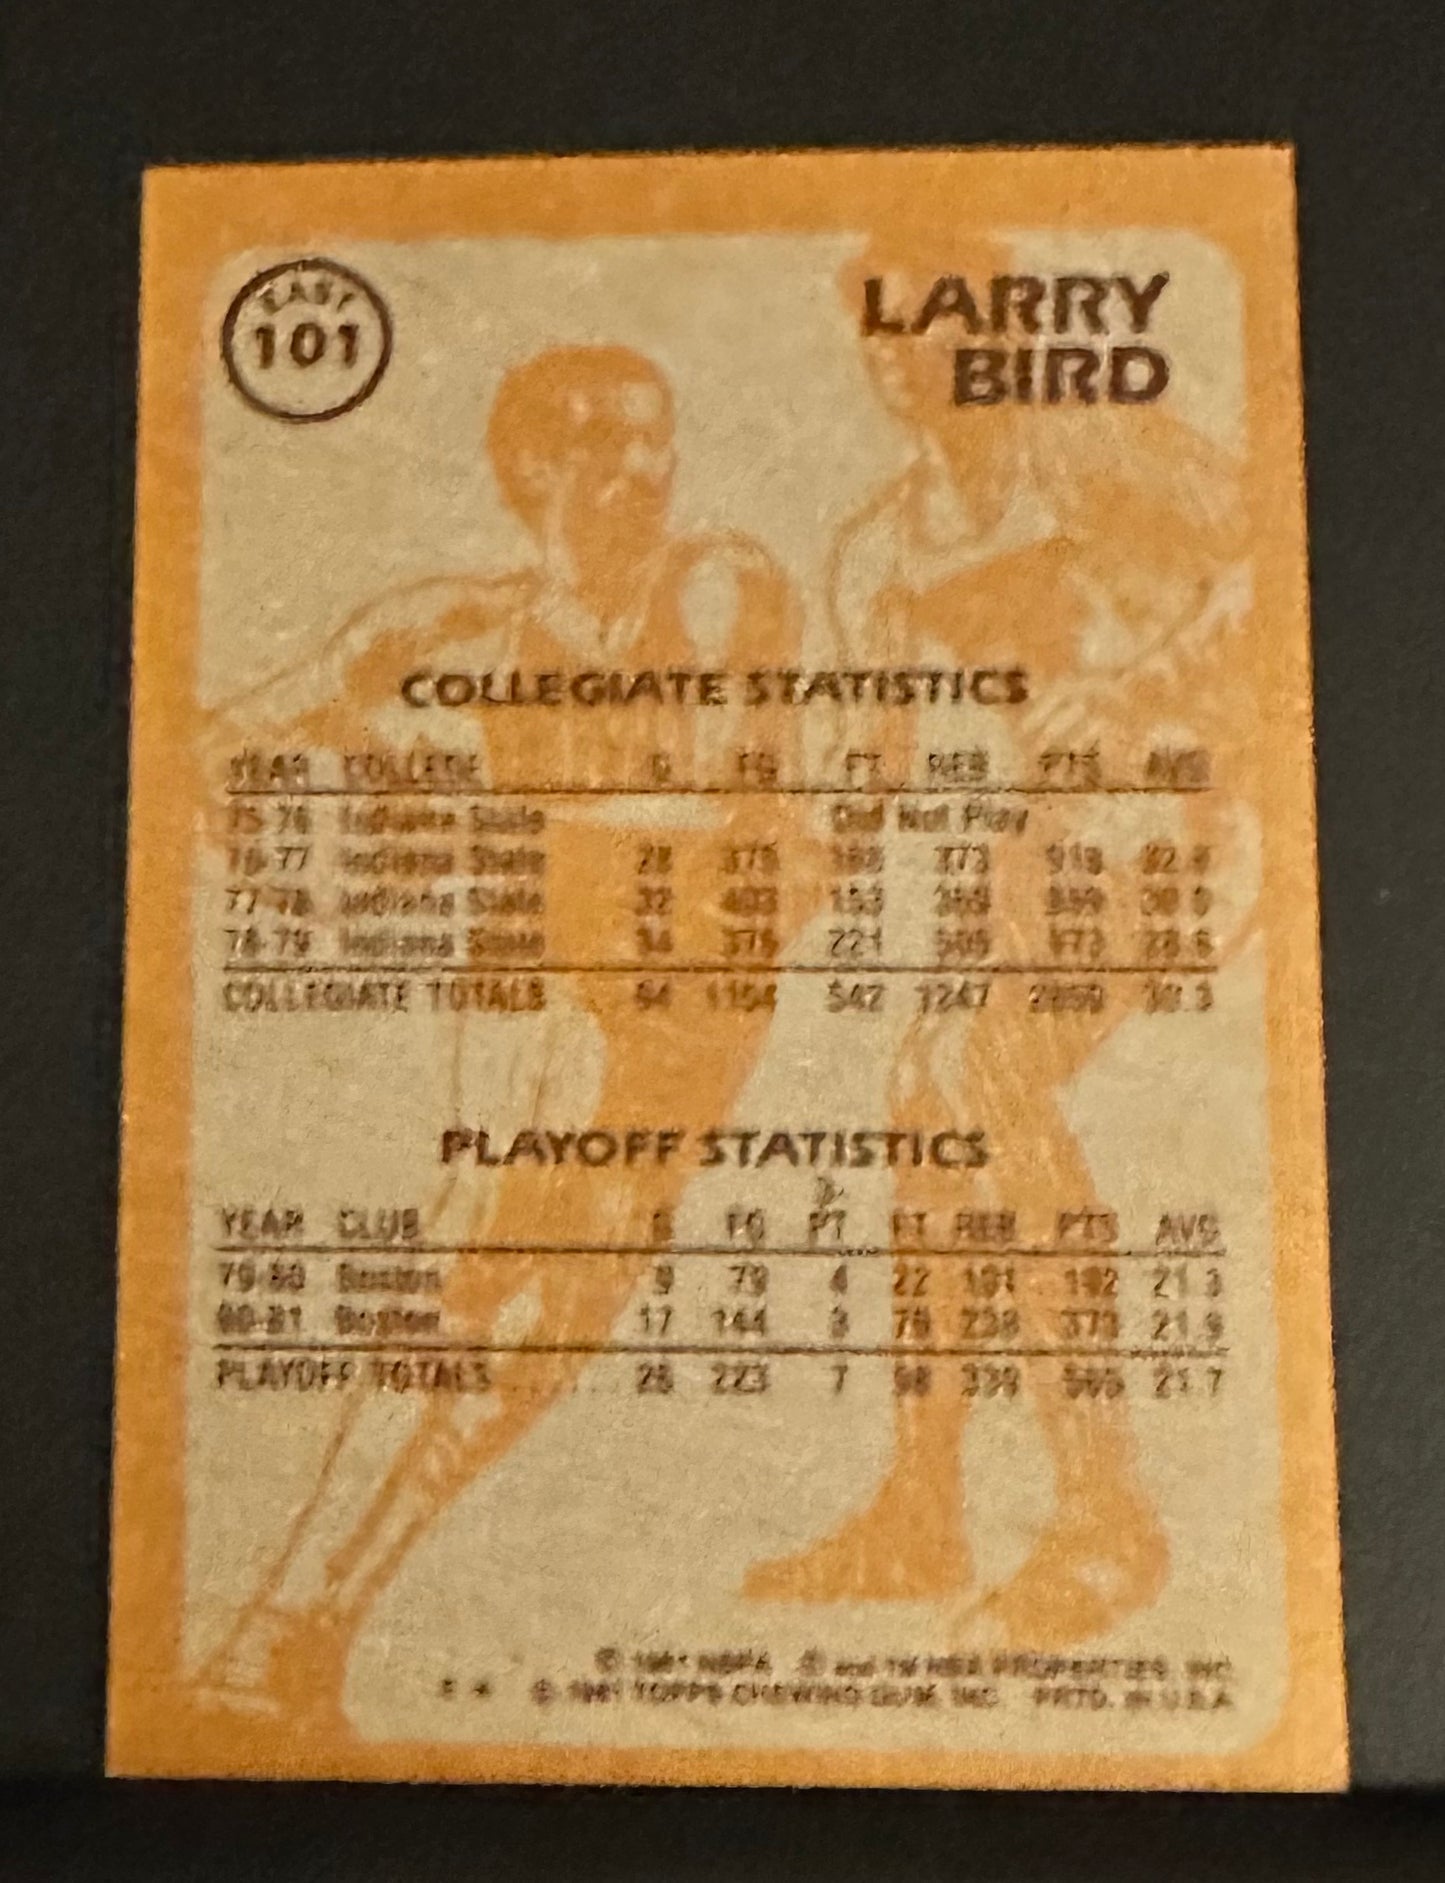 EAST
101
LARRY
BIRD
COLLEGIATE STATISTICS
YEAR COLLEGE G FG FT REB PTS AVG
75-76 Indiana State Did Not Play
76-77 Indiana State 28 375 168 373 918 32.8
77-78 Indiana State 32 403 153 369 959 30.0
78-79 Indiana State 34 375 221 505 973 28.6
COLLEGIATE TOTALS 94 1154 542 1247 2850 30.3
PLAYOFF STATISTICS
3
YEAR CLUB G FG PT FT REB PTS AVG
79-80 Boston 9 79 4 22 101 192 21.3
80-81 Boston 17 144 3 76 238 373 21.9
PLAYOFF TOTALS 26 223 7 98 339 565 21.7
© 1981 NBPA ® and TM NBA PROPERTIES, INC.
© 1981 TOPPS CHEWING GUM, INC. PRTD. IN U.S.A.